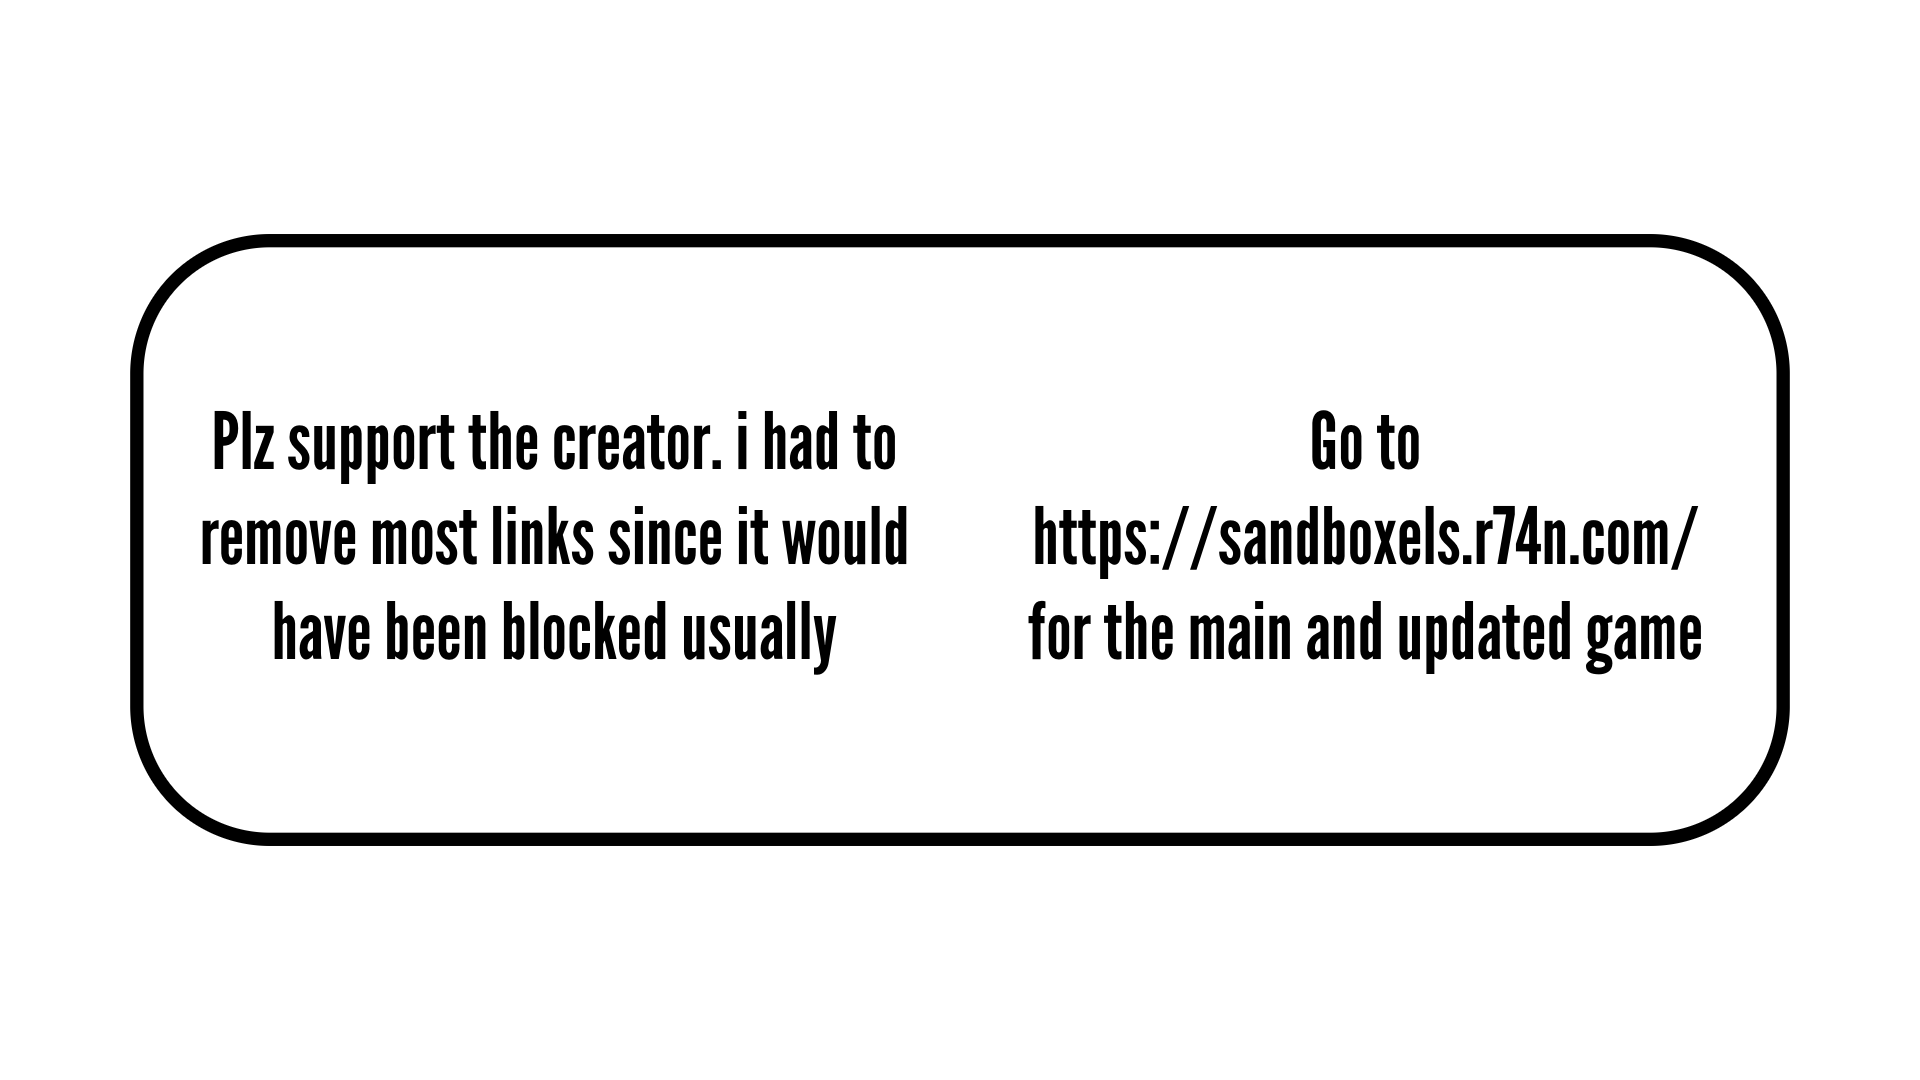 Plz support the creator. i had to
remove most links since it would
have been blocked usually
Go to
https://sandboxels.r74n.com/
for the main and updated game